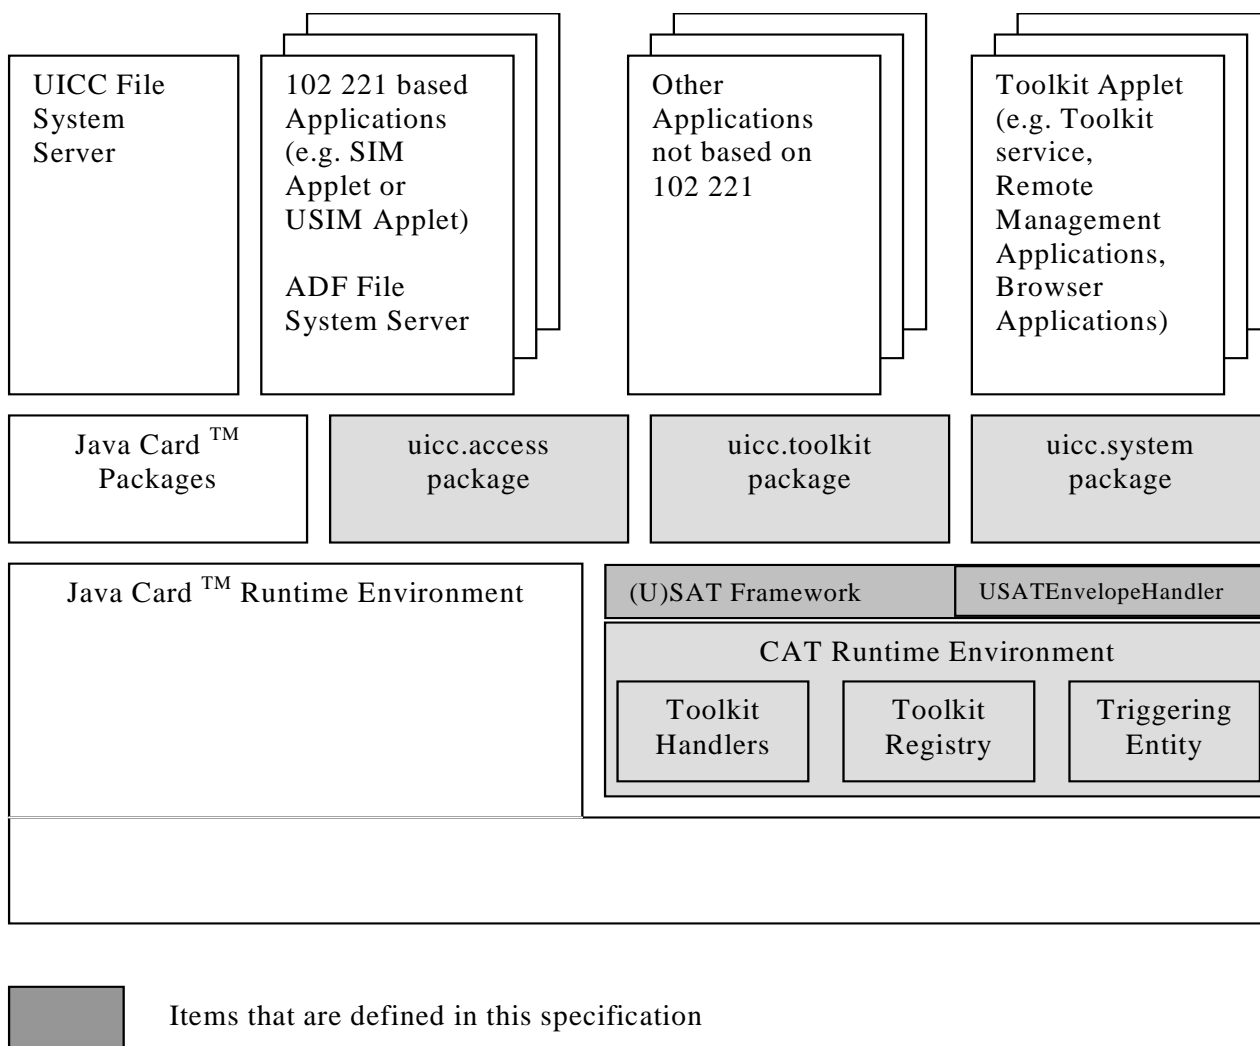 UICC File
System
Server
102 221 based
Applications
(e.g. SIM
Applet or
USIM Applet)
ADF File
System Server
Other
Applications
not based on
102 221
Toolkit Applet
(e.g. Toolkit
service,
Remote
Management
Applications,
Browser
Applications)
Java Card TM
Packages
uicc.access
package
uicc.toolkit
package
uicc.system
package
Java Card TM Runtime Environment
(U)SAT Framework
USATEnvelopeHandler
CAT Runtime Environment
Toolkit
Handlers
Toolkit
Registry
Triggering
Entity
Items that are defined in this specification